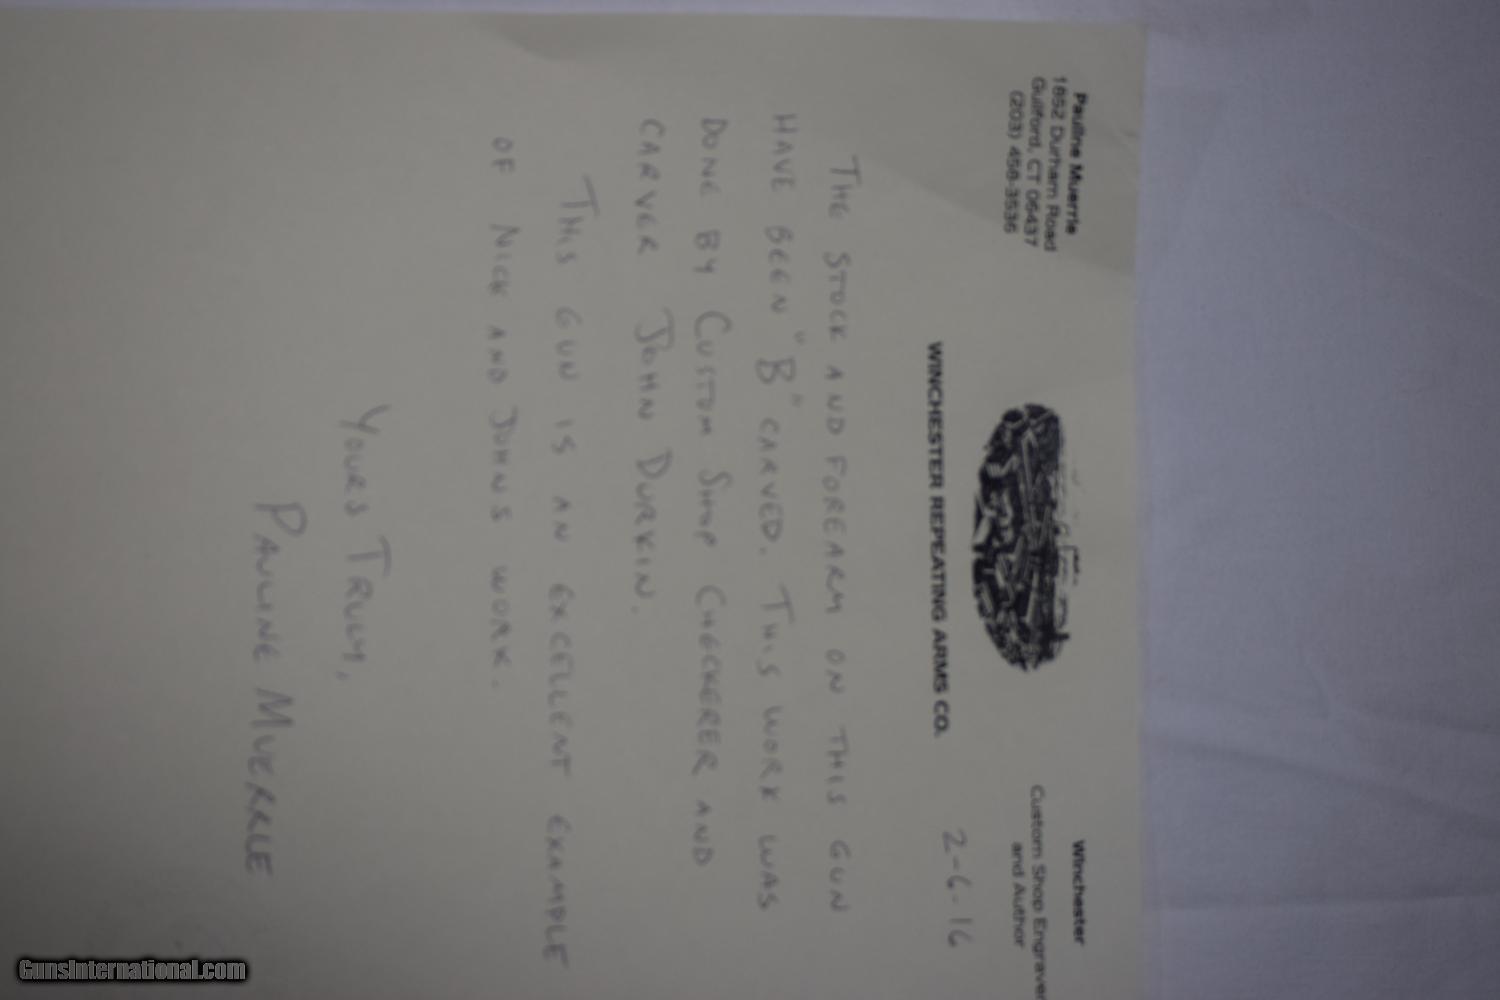 Pauline Muerrle
1852 Durham Road
Guilford, CT 06437
(203) 458-3536
Winchester
Custom Shop Engraver
and Author
WINCHESTER REPEATING ARMS CO.
2-6-16
THE STOCK AND FOREARM ON THIS GUN
HAVE BEEN "B" CARVED. THIS WORK WAS
DONE BY CUSTOM SHOP CHECKERER AND
CARVER JOHN DURKIN.
THIS GUN IS AN EXCELLENT EXAMPLE
OF NICK AND JOHNS WORK.
YOURS TRULY,
PAULINE MUERRLE
GunsInternational.com